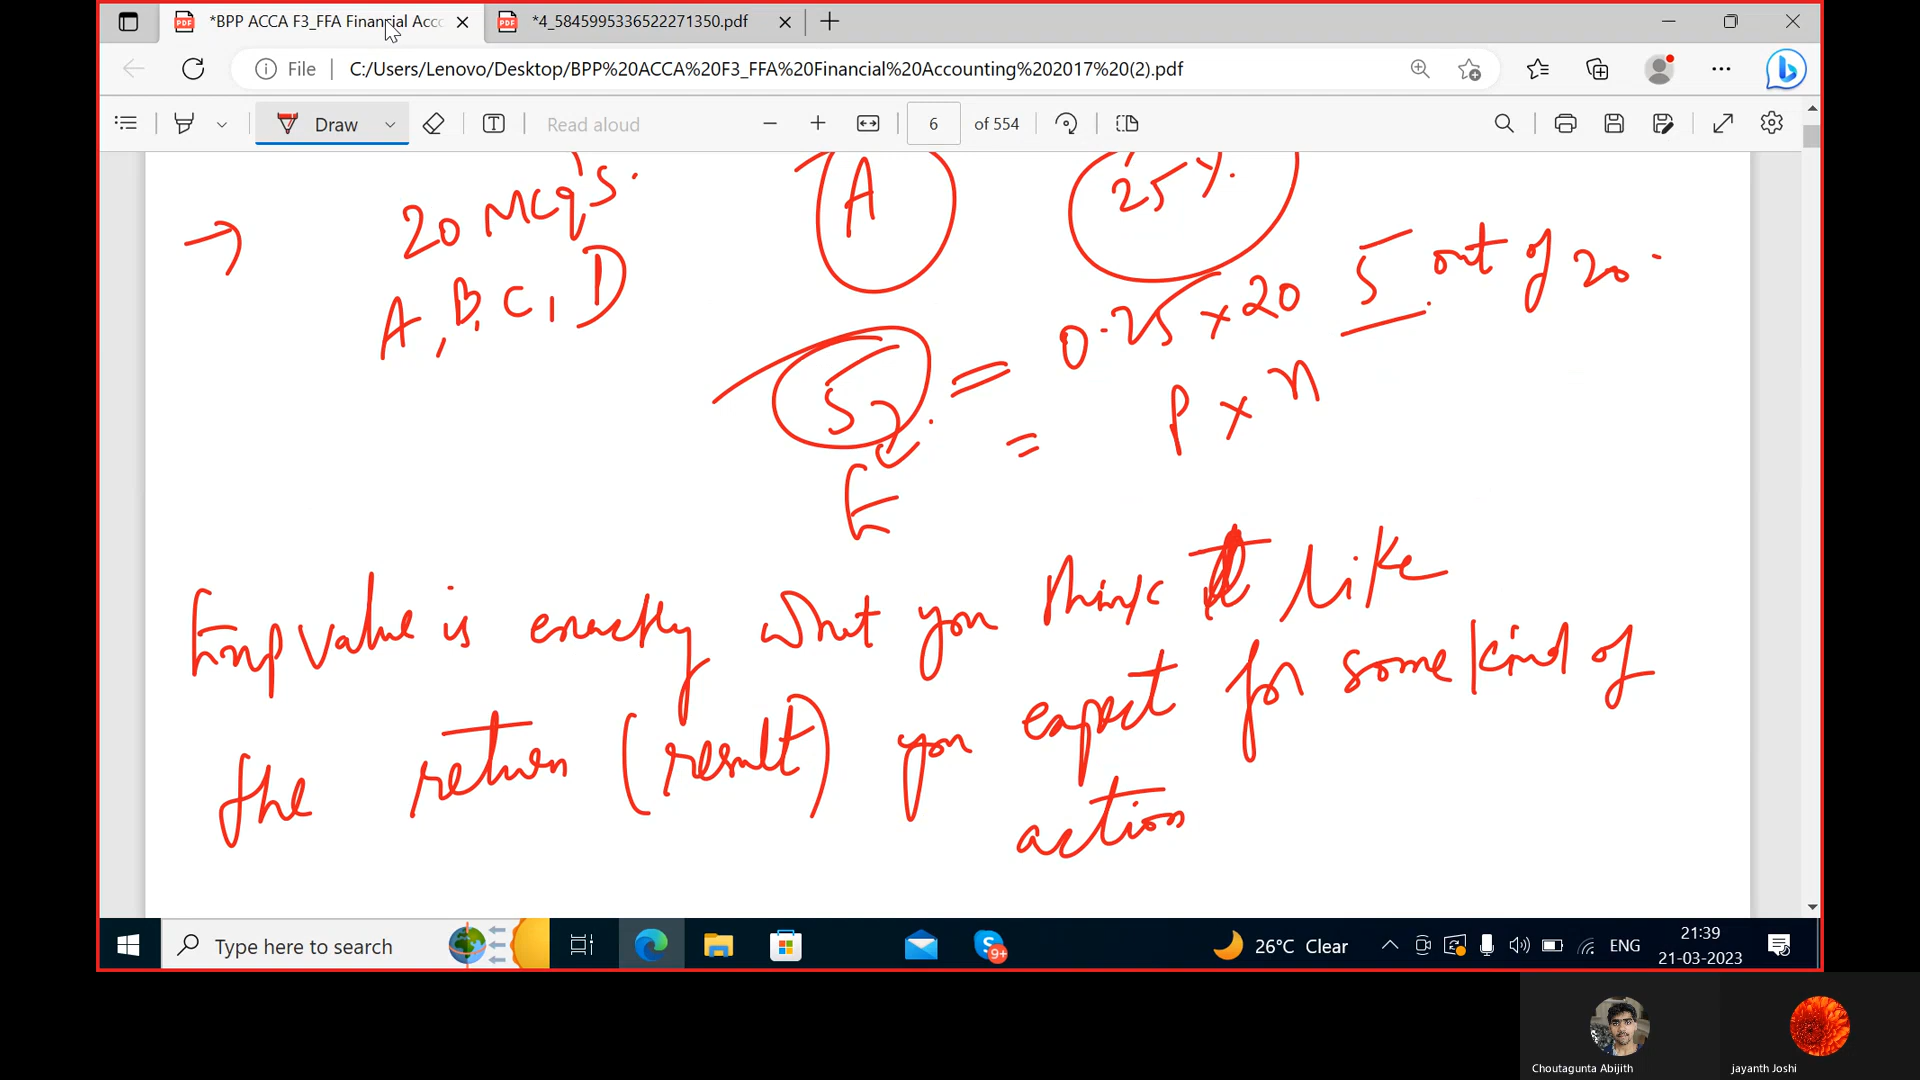 *BPP ACCA F3_FFA Financial Acc
*4_5845995336522271350.pdf
File
C:/Users/Lenovo/Desktop/BPP%20ACCA%20F3_FFA%20Financial%20Accounting%202017%20(2).pdf
Draw
Read aloud
6
of 554
→ 20 MCq's. A 25%.
A, B, C, D
5 = 0.25 x 20 5 out of 20.
E = P x n
Exp value is exactly what you think it like
the return (result) you expect for some kind of
action
Type here to search
26°C Clear
ENG
21:39
21-03-2023
9+
Choutagunta Abijith
jayanth Joshi